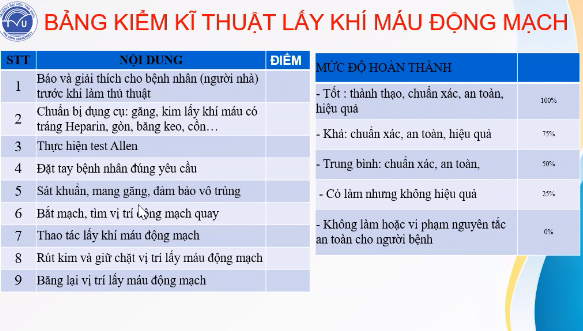 BẢNG KIỂM KĨ THUẬT LẤY KHÍ MÁU ĐỘNG MẠCH
TVU
STT NỘI DUNG ĐIỂM
1 Báo và giải thích cho bệnh nhân (người nhà)
trước khi làm thủ thuật
2 Chuẩn bị dụng cụ: găng, kim lấy khí máu có
tráng Heparin, gòn, băng keo, cồn…
3 Thực hiện test Allen
4 Đặt tay bệnh nhân đúng yêu cầu
5 Sát khuẩn, mang găng, đảm bảo vô trùng
6 Bắt mạch, tìm vị trí động mạch quay
7 Thao tác lấy khí máu động mạch
8 Rút kim và giữ chặt vị trí lấy máu động mạch
9 Băng lại vị trí lấy máu động mạch
MỨC ĐỘ HOÀN THÀNH
- Tốt : thành thạo, chuẩn xác, an toàn,
hiệu quả 100%
- Khá: chuẩn xác, an toàn, hiệu quả 75%
- Trung bình: chuẩn xác, an toàn, 50%
- Có làm nhưng không hiệu quả 25%
- Không làm hoặc vi phạm nguyên tắc
an toàn cho người bệnh 0%